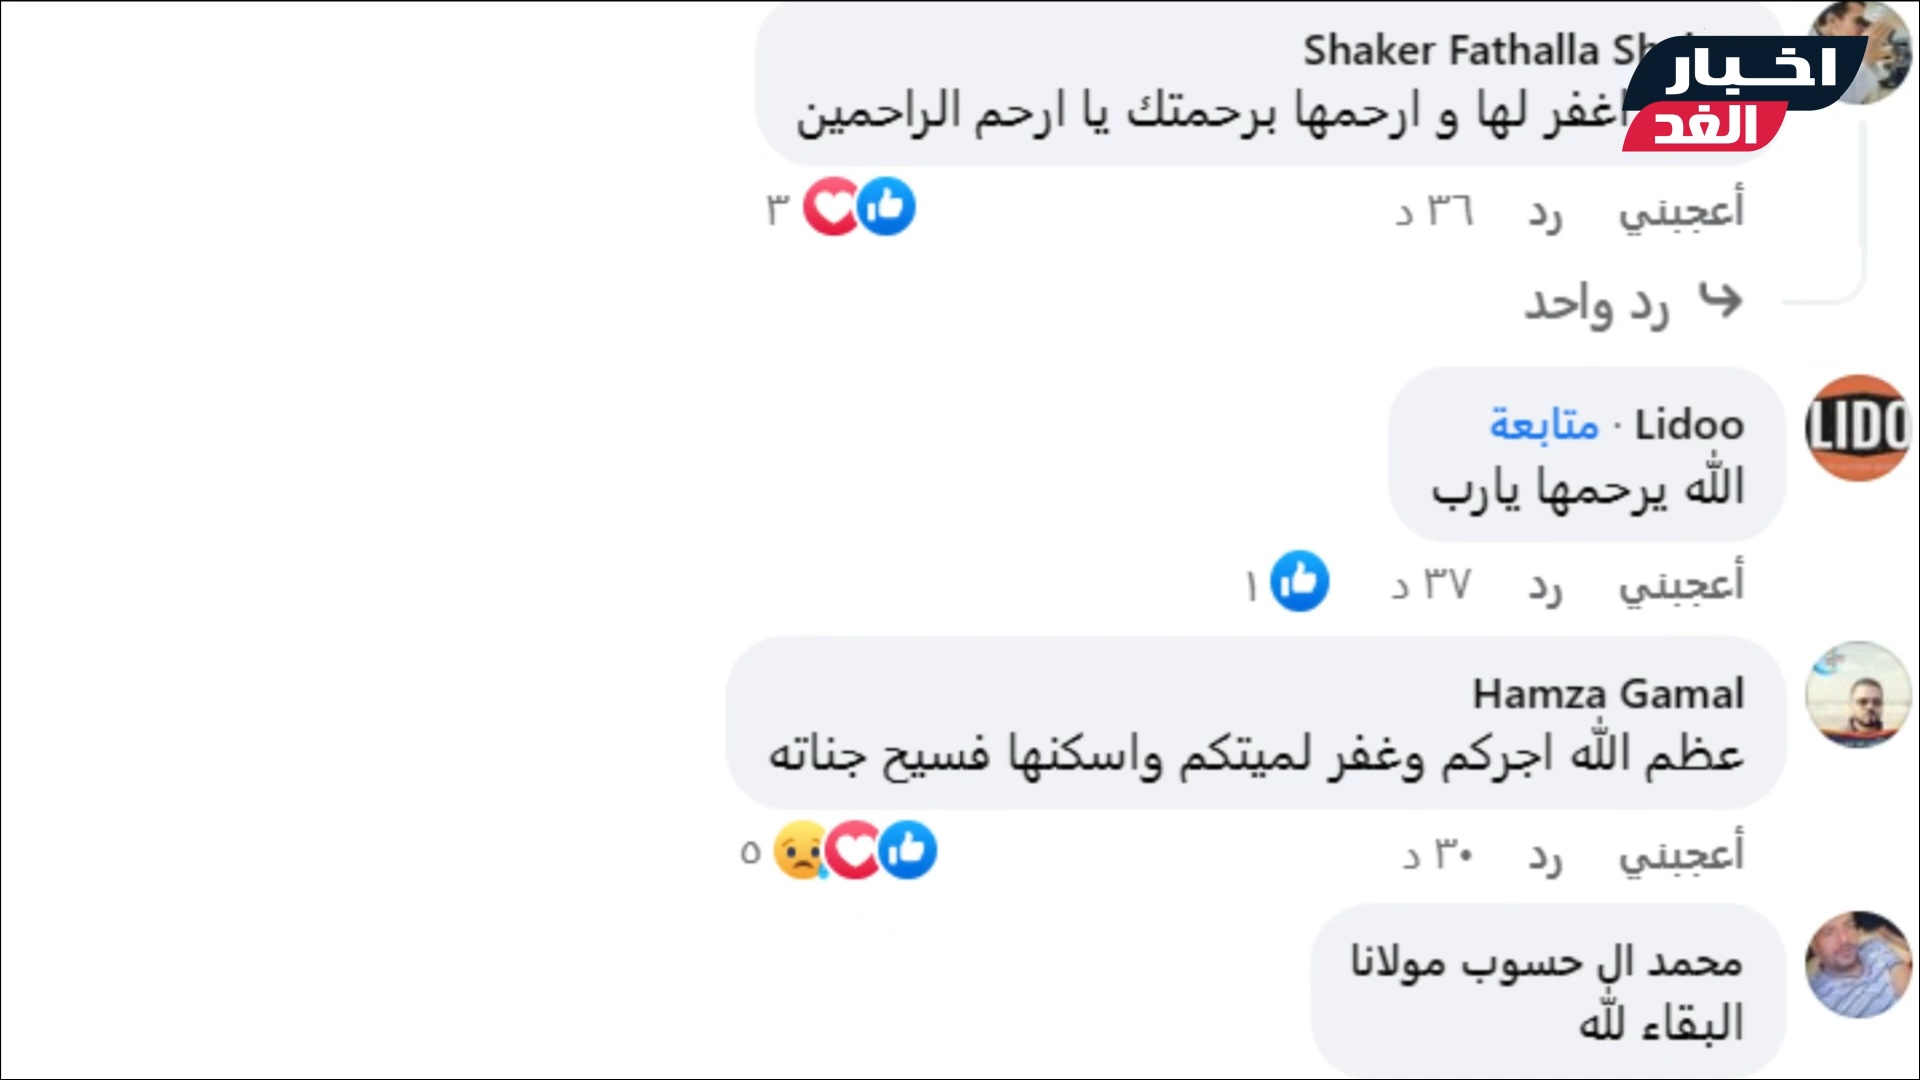 Shaker Fathalla
اغفر لها و ارحمها برحمتك يا ارحم الراحمين
اخبار
الغد
أعجبني رد ٣٦ د ٣
رد واحد
LIDO
Lidoo · متابعة
الله يرحمها يارب
أعجبني رد ٣٧ د ١
Hamza Gamal
عظم الله اجركم وغفر لميتكم واسكنها فسيح جناته
أعجبني رد ٣٠ د ٥
محمد ال حسوب مولانا
البقاء لله